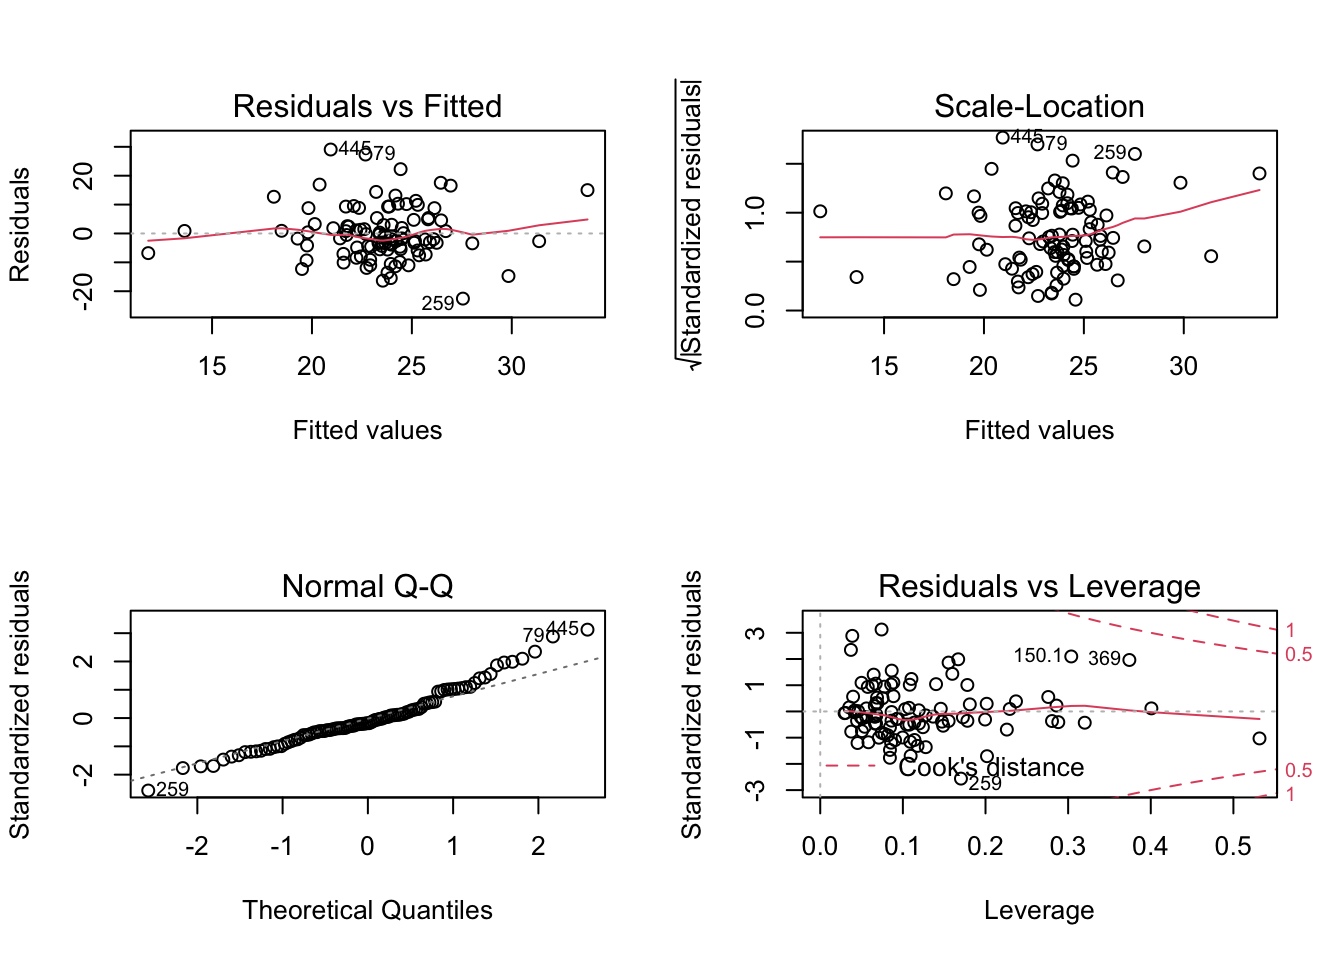 Residuals vs Fitted
Residuals
20
0
-20
445
79
259
15 20 25 30
Fitted values
Scale-Location
√|Standardized residuals|
1.0
0.0
445
79
259
15 20 25 30
Fitted values
Normal Q-Q
Standardized residuals
2
0
-2
79
445
259
-2 -1 0 1 2
Theoretical Quantiles
Residuals vs Leverage
Standardized residuals
3
1
-1
-3
150.1
369
259
Cook's distance
1
0.5
0.5
1
0.0 0.1 0.2 0.3 0.4 0.5
Leverage